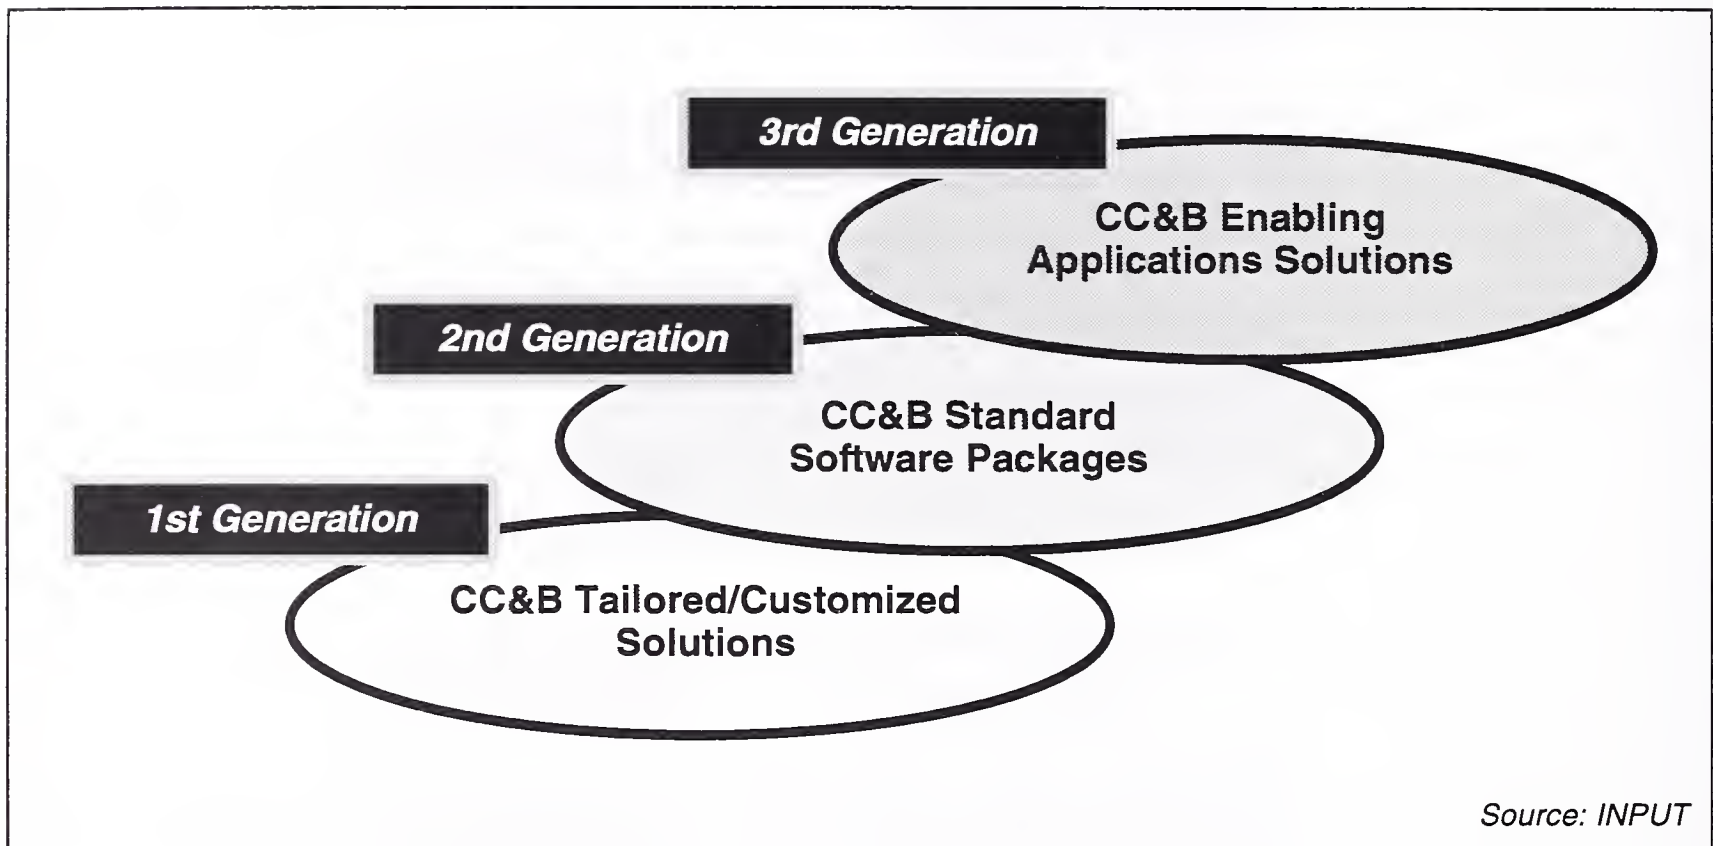 3rd Generation
CC&B Enabling
Applications Solutions
2nd Generation
CC&B Standard
Software Packages
1st Generation
CC&B Tailored/Customized
Solutions
Source: INPUT